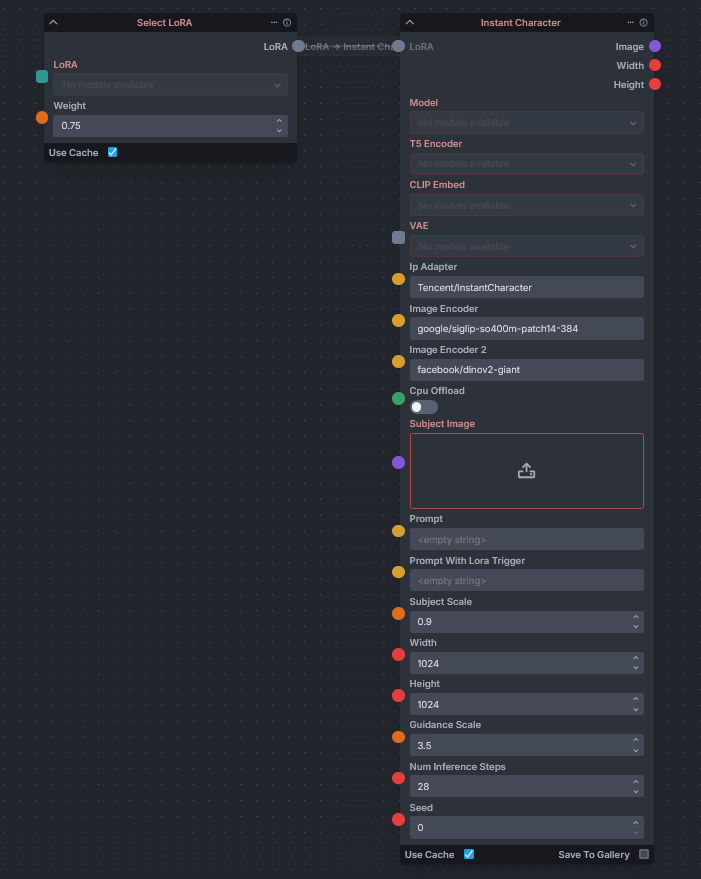 Select LoRA
LoRA
LoRA
No models available
Weight
0.75
Use Cache
LoRA → Instant Cha
Instant Character
LoRA
Image
Width
Height
Model
No models available
T5 Encoder
No models available
CLIP Embed
No models available
VAE
No models available
Ip Adapter
Tencent/InstantCharacter
Image Encoder
google/siglip-so400m-patch14-384
Image Encoder 2
facebook/dinov2-giant
Cpu Offload
Subject Image
Prompt
<empty string>
Prompt With Lora Trigger
<empty string>
Subject Scale
0.9
Width
1024
Height
1024
Guidance Scale
3.5
Num Inference Steps
28
Seed
0
Use Cache
Save To Gallery